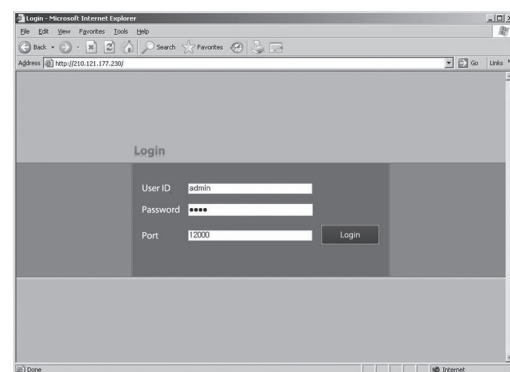 Login - Microsoft Internet Explorer
File Edit View Favorites Tools Help
Back Search Favorites
Address http://210.121.177.230/ Go Links
Login
User ID admin
Password ••••
Port 12000 Login
Done Internet